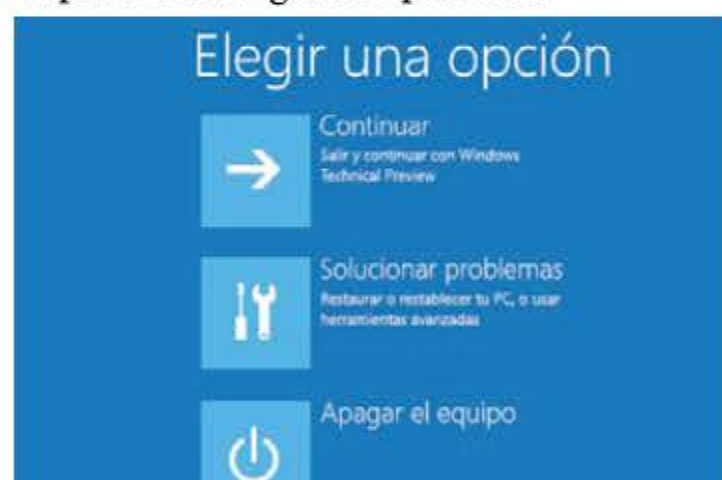 Elegir una opción
Continuar
Salir y continuar con Windows
Technical Preview
Solucionar problemas
Restaurar o restablecer tu PC, o usar
herramientas avanzadas
Apagar el equipo